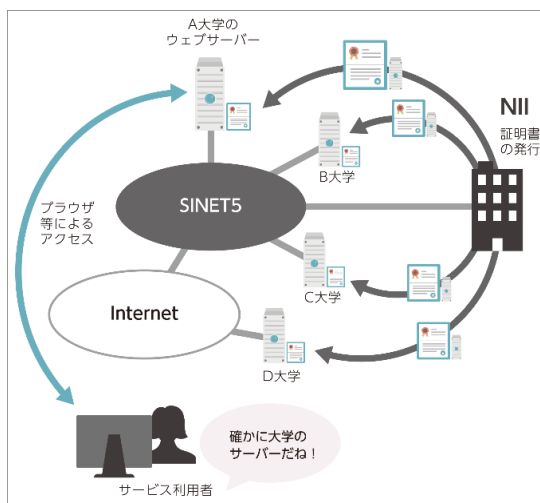 A大学の
ウェブサーバー
NII
証明書
の発行
B大学
SINET5
ブラウザ
等による
アクセス
C大学
Internet
D大学
確かに大学の
サーバーだね！
サービス利用者